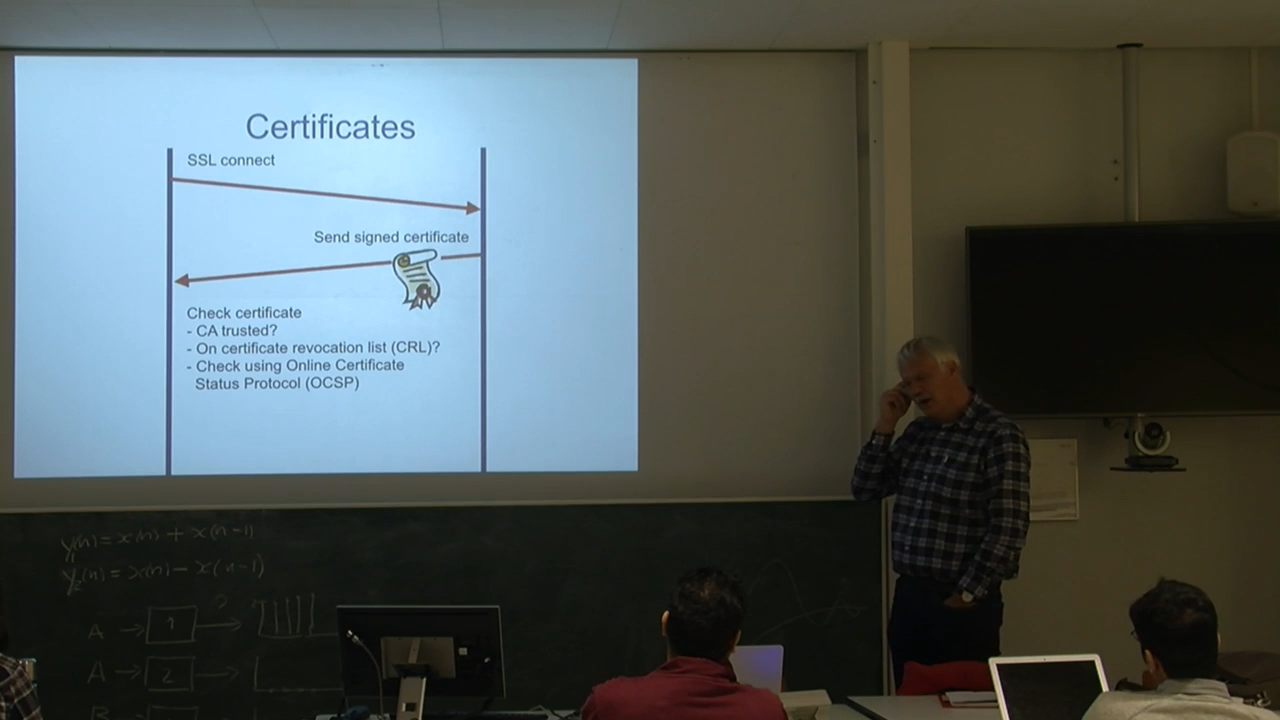 Certificates
SSL connect
Send signed certificate
Check certificate
- CA trusted?
- On certificate revocation list (CRL)?
- Check using Online Certificate
Status Protocol (OCSP)
y₁(n) = x(n) + x(n-1)
y₂(n) = x(n) - x(n-1)
A → 1 →
A → 2 →
B